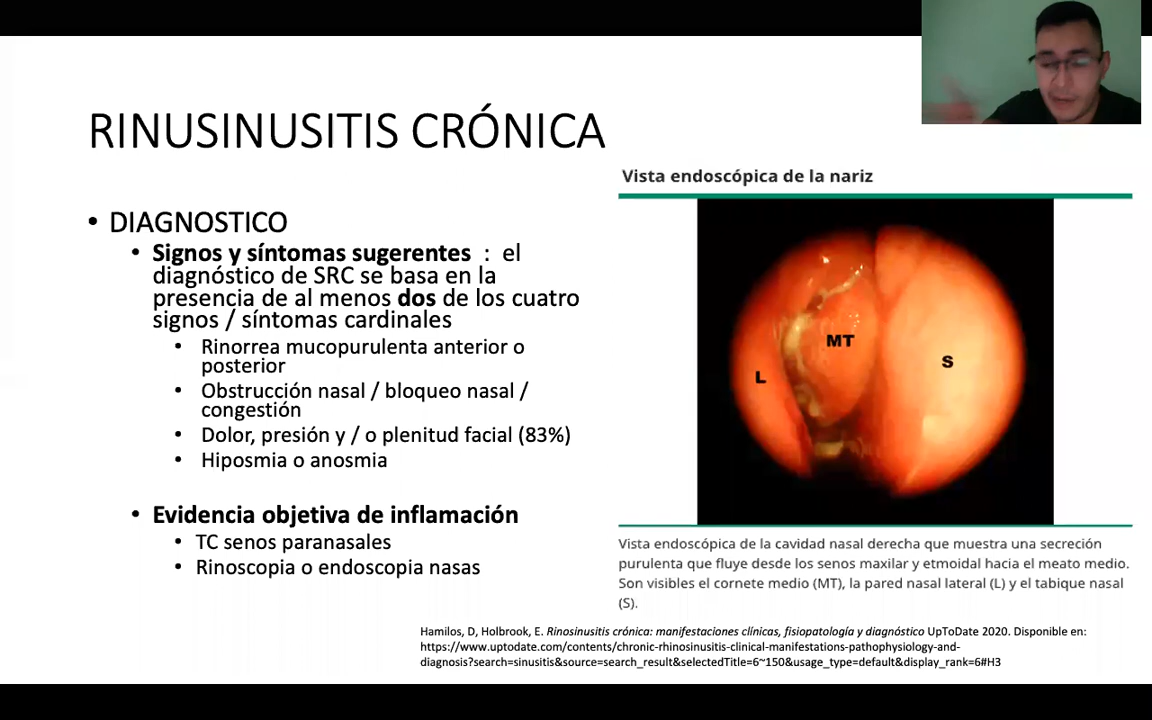 RINUSINUSITIS CRÓNICA
• DIAGNOSTICO
• Signos y síntomas sugerentes : el
diagnóstico de SRC se basa en la
presencia de al menos dos de los cuatro
signos / síntomas cardinales
• Rinorrea mucopurulenta anterior o
posterior
• Obstrucción nasal / bloqueo nasal /
congestión
• Dolor, presión y / o plenitud facial (83%)
• Hiposmia o anosmia
• Evidencia objetiva de inflamación
• TC senos paranasales
• Rinoscopia o endoscopia nasas
Vista endoscópica de la nariz
MT
S
L
Vista endoscópica de la cavidad nasal derecha que muestra una secreción
purulenta que fluye desde los senos maxilar y etmoidal hacia el meato medio.
Son visibles el cornete medio (MT), la pared nasal lateral (L) y el tabique nasal
(S).
Hamilos, D, Holbrook, E. Rinosinusitis crónica: manifestaciones clínicas, fisiopatología y diagnóstico UpToDate 2020. Disponible en:
https://www.uptodate.com/contents/chronic-rhinosinusitis-clinical-manifestations-pathophysiology-and-
diagnosis?search=sinusitis&source=search_result&selectedTitle=6~150&usage_type=default&display_rank=6#H3